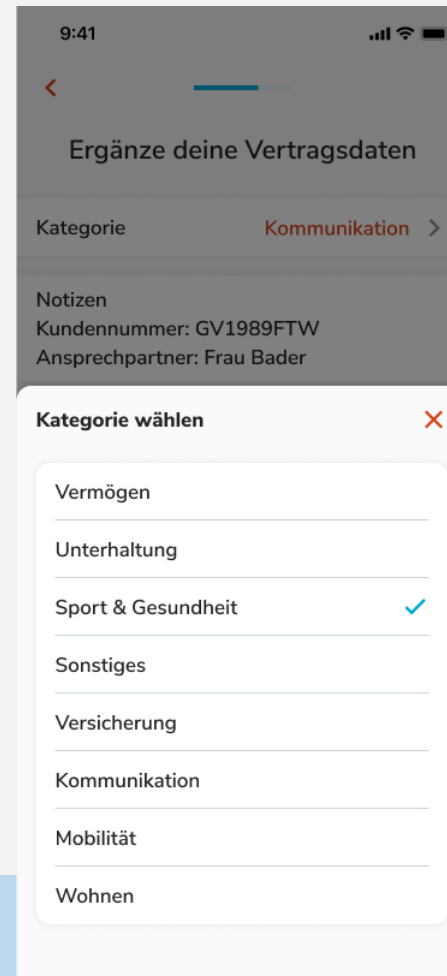 9:41
Ergänze deine Vertragsdaten
Kategorie Kommunikation
Notizen
Kundennummer: GV1989FTW
Ansprechpartner: Frau Bader
Kategorie wählen
Vermögen
Unterhaltung
Sport & Gesundheit
Sonstiges
Versicherung
Kommunikation
Mobilität
Wohnen